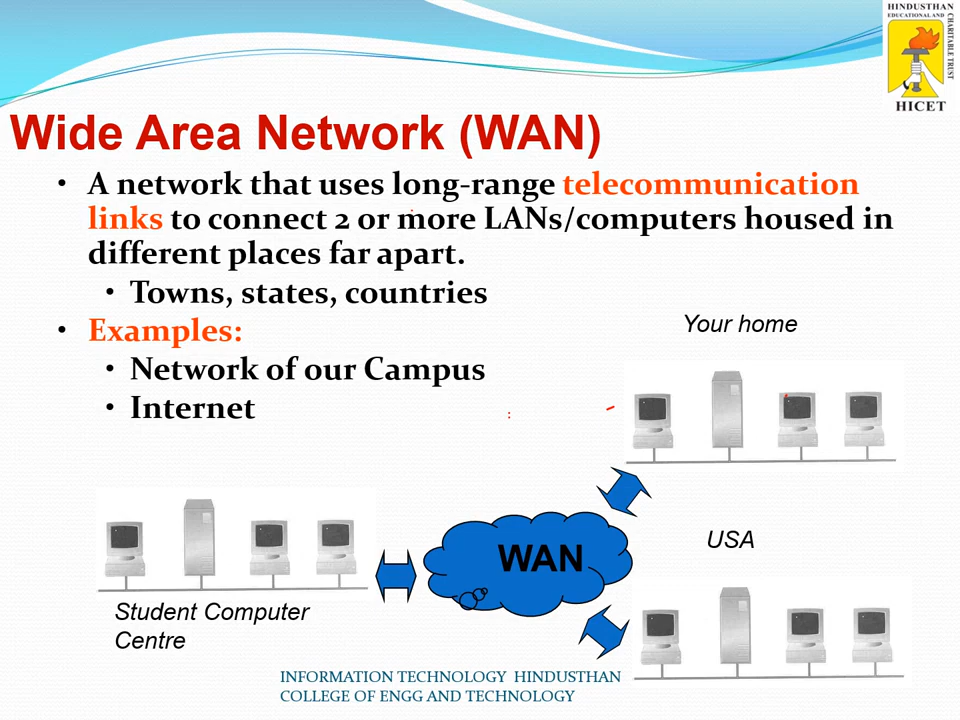 HINDUSTHAN
EDUCATIONAL AND
CHARITABLE TRUST
HICET
Wide Area Network (WAN)
• A network that uses long-range telecommunication
links to connect 2 or more LANs/computers housed in
different places far apart.
• Towns, states, countries
• Examples:
Your home
• Network of our Campus
• Internet
USA
WAN
Student Computer
Centre
INFORMATION TECHNOLOGY HINDUSTHAN
COLLEGE OF ENGG AND TECHNOLOGY